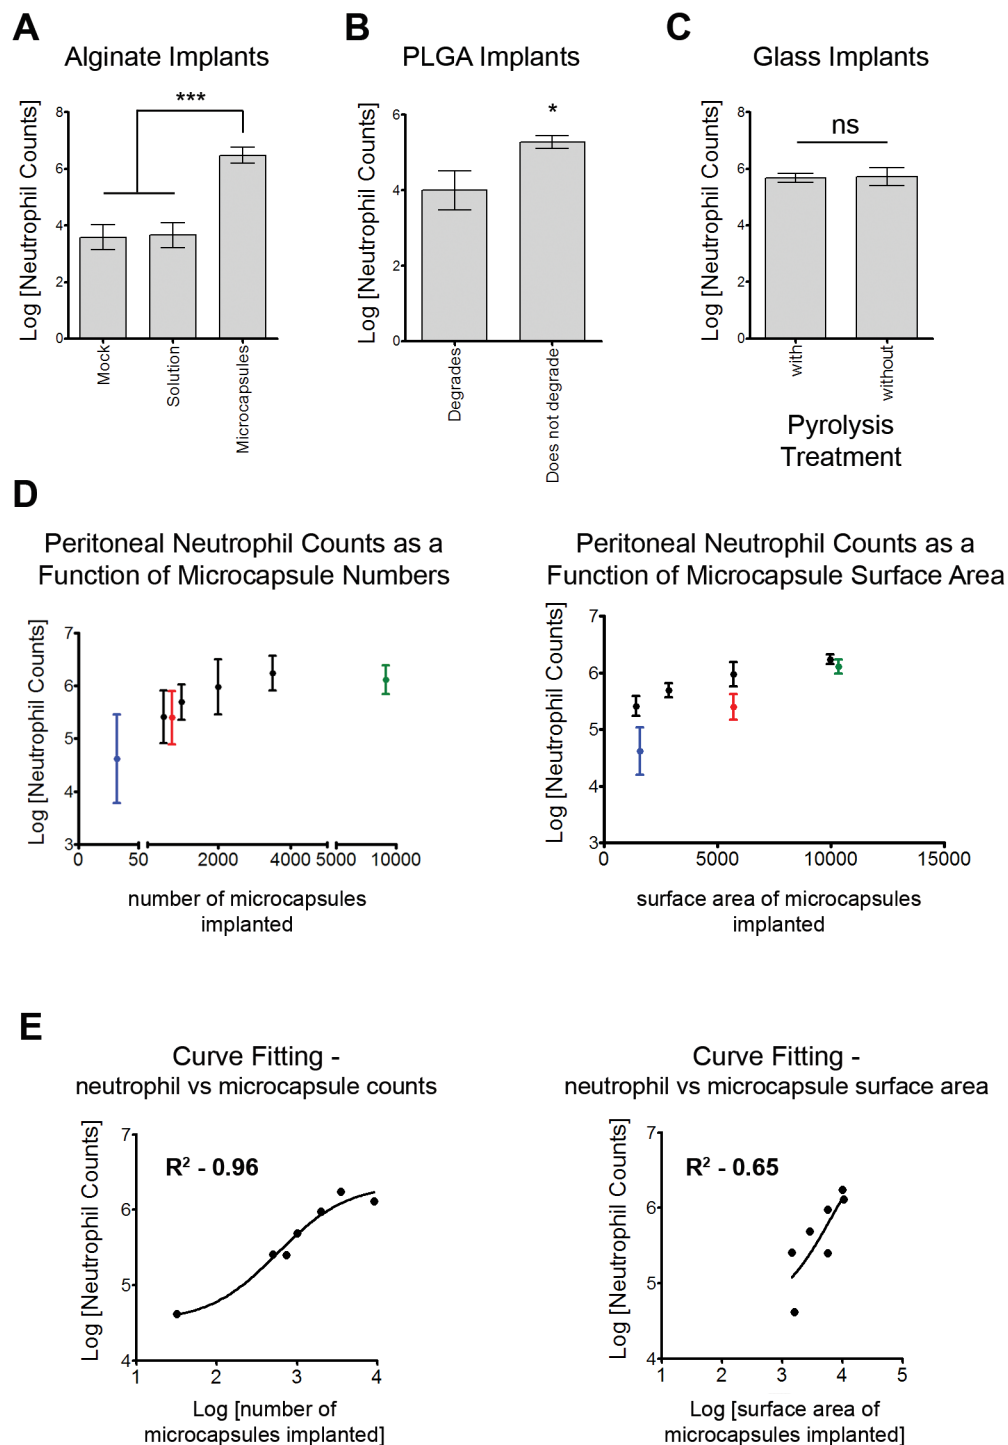 A
Alginate Implants
Log [Neutrophil Counts]
8
6
4
2
0
***
Mock
Solution
Microcapsules
B
PLGA Implants
Log [Neutrophil Counts]
6
4
2
0
*
Degrades
Does not degrade
C
Glass Implants
Log [Neutrophil Counts]
8
6
4
2
0
ns
with
without
Pyrolysis
Treatment
D
Peritoneal Neutrophil Counts as a
Function of Microcapsule Numbers
Log [Neutrophil Counts]
7
6
5
4
3
0 50 2000 4000 5000 10000
number of microcapsules
implanted
Peritoneal Neutrophil Counts as a
Function of Microcapsule Surface Area
Log [Neutrophil Counts]
7
6
5
4
3
0 5000 10000 15000
surface area of microcapsules
implanted
E
Curve Fitting -
neutrophil vs microcapsule counts
Log [Neutrophil Counts]
7
6
5
4
R² - 0.96
1 2 3 4
Log [number of
microcapsules implanted]
Curve Fitting -
neutrophil vs microcapsule surface area
Log [Neutrophil Counts]
7
6
5
4
R² - 0.65
1 2 3 4 5
Log [surface area of
microcapsules implanted]